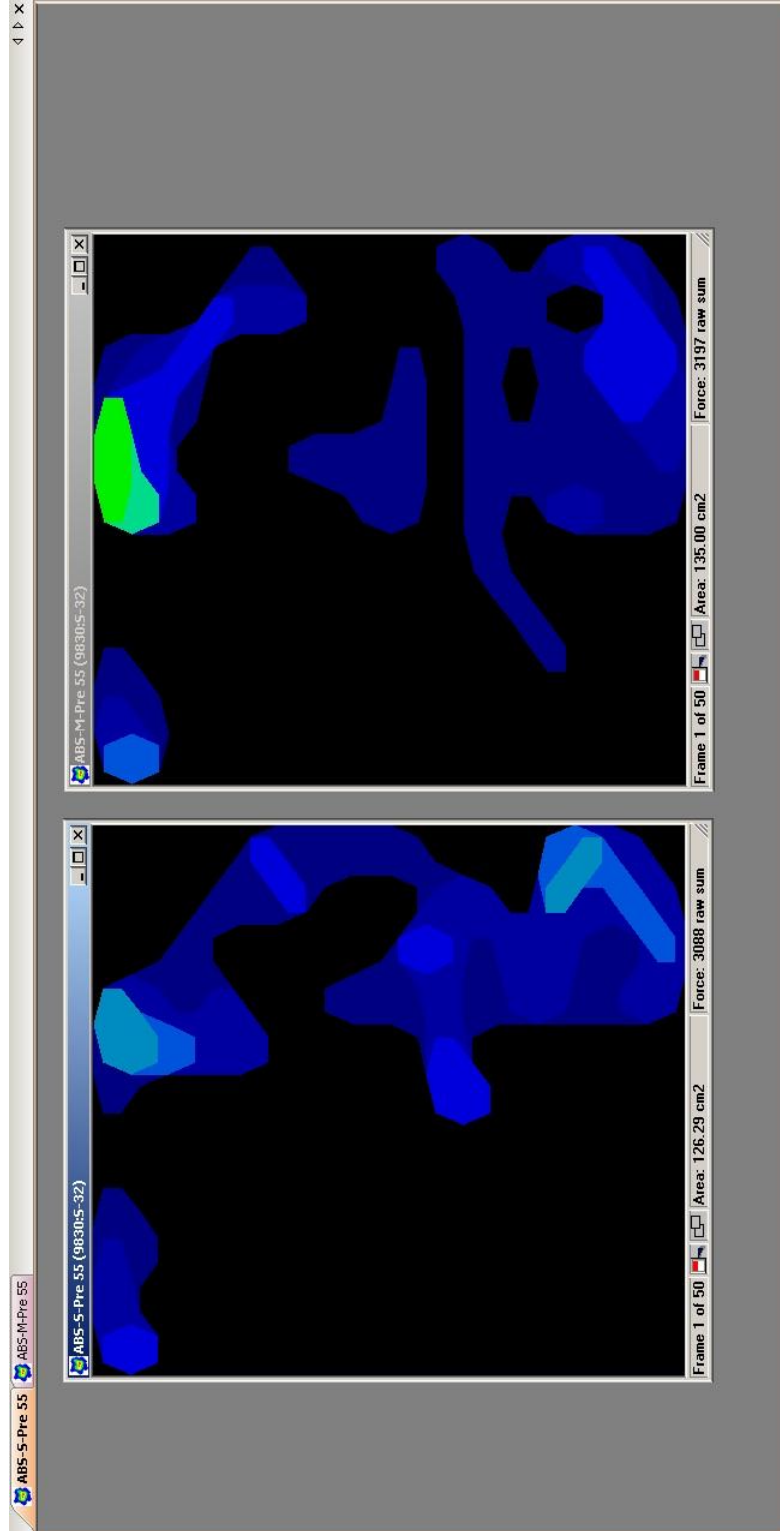 ABS-S-Pre 55
ABS-M-Pre 55
ABS-S-Pre 55 (9830:S-32)
Frame 1 of 50
Area: 126.29 cm2
Force: 3088 raw sum
ABS-M-Pre 55 (9830:S-32)
Frame 1 of 50
Area: 135.00 cm2
Force: 3197 raw sum